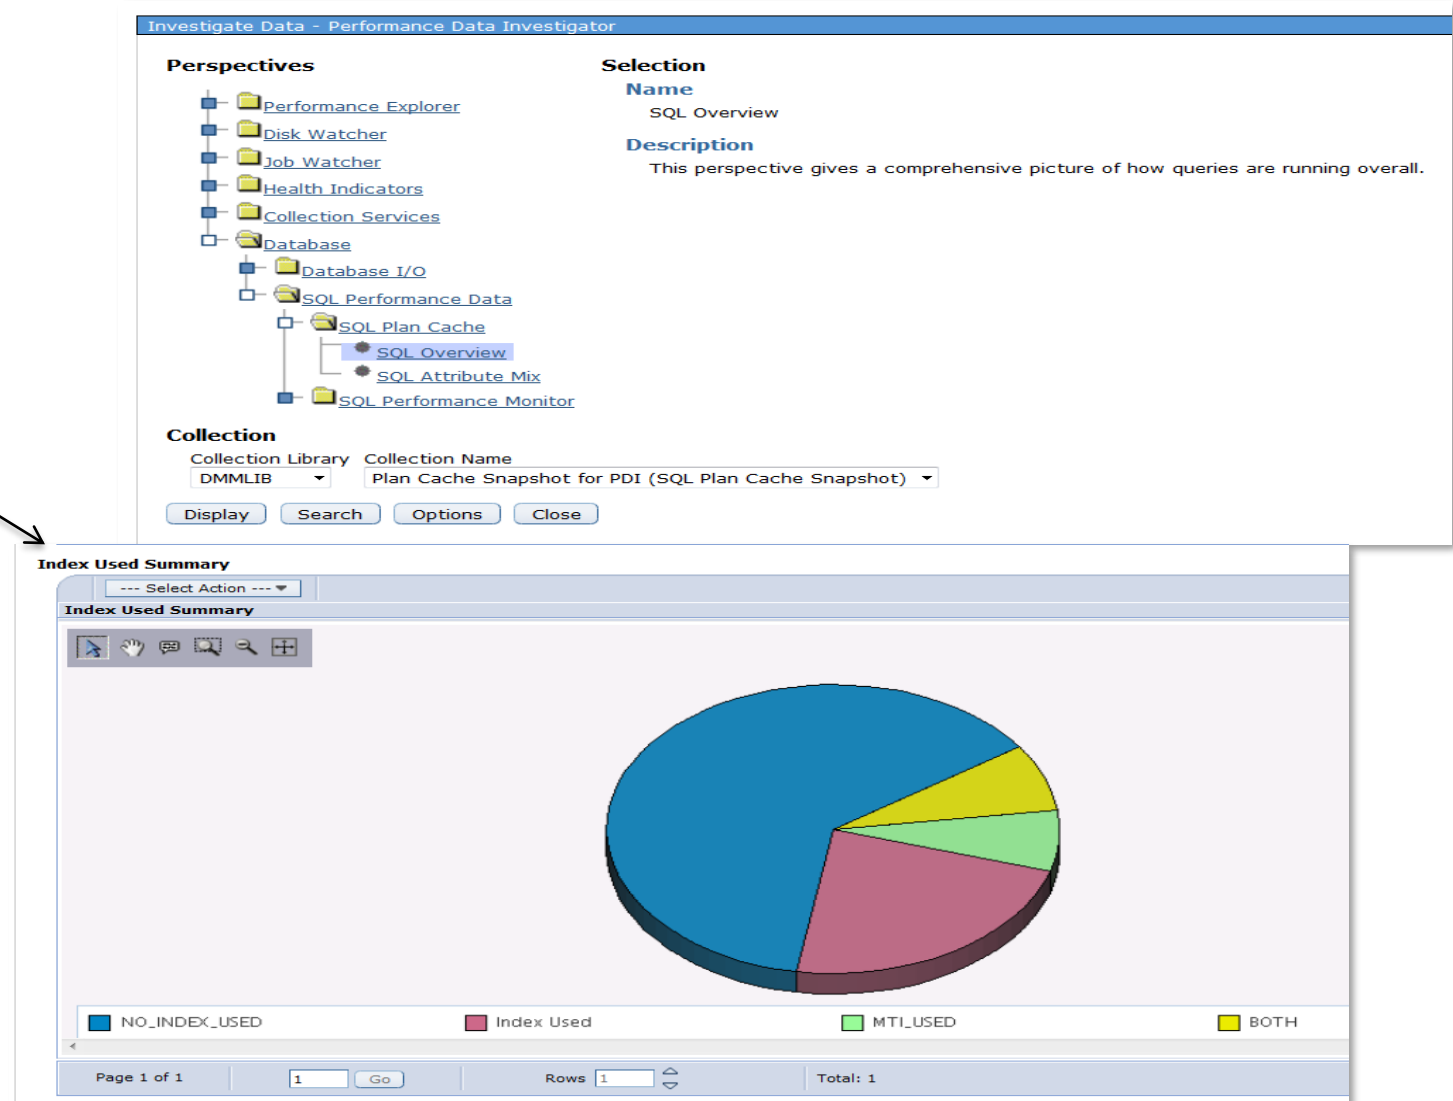 Investigate Data - Performance Data Investigator
Perspectives
Performance Explorer
Disk Watcher
Job Watcher
Health Indicators
Collection Services
Database
Database I/O
SQL Performance Data
SQL Plan Cache
SQL Overview
SQL Attribute Mix
SQL Performance Monitor
Selection
Name
SQL Overview
Description
This perspective gives a comprehensive picture of how queries are running overall.
Collection
Collection Library Collection Name
DMMLIB Plan Cache Snapshot for PDI (SQL Plan Cache Snapshot)
Display Search Options Close
Index Used Summary
--- Select Action ---
Index Used Summary
NO_INDEX_USED Index Used MTI_USED BOTH
Page 1 of 1 1 Go Rows 1 Total: 1